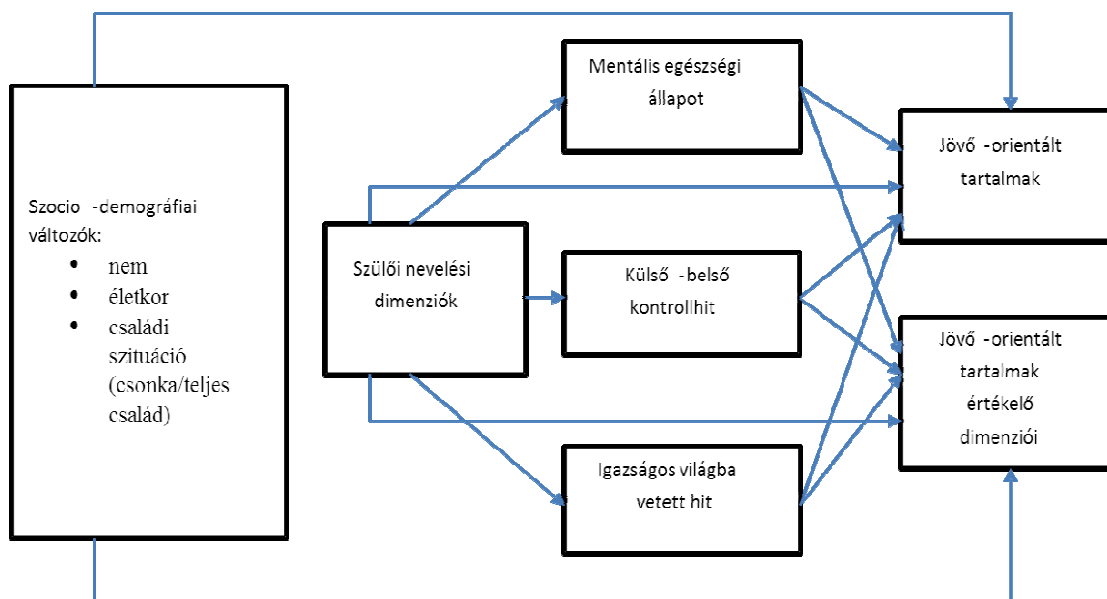 Szocio -demográfiai
változók:
• nem
• életkor
• családi
szituáció
(csonka/teljes
család)
Szülői nevelési
dimenziók
Mentális egészségi
állapot
Külső -belső
kontrollhit
Igazságos világba
vetett hit
Jövő -orientált
tartalmak
Jövő -orientált
tartalmak
értékelő
dimenziói